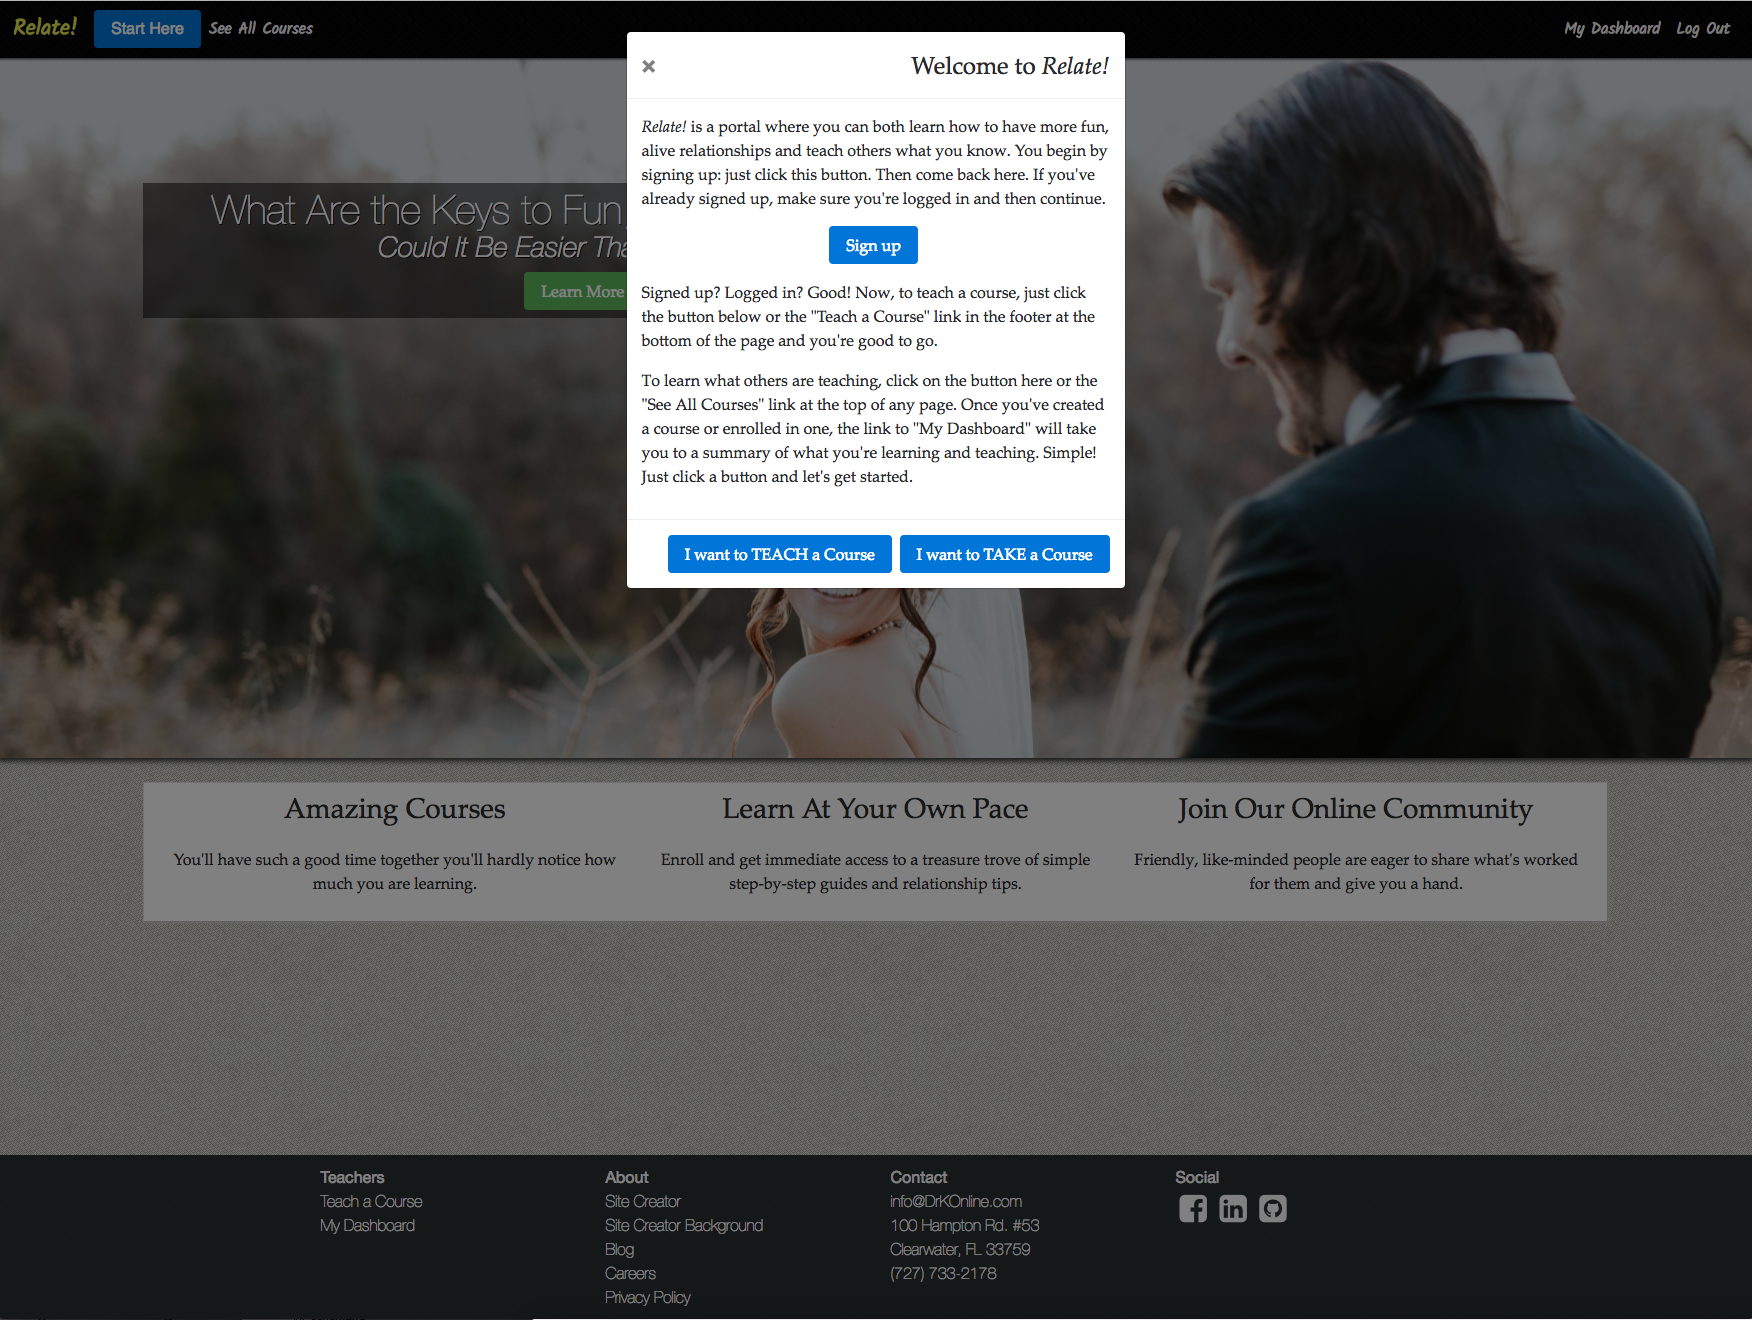 Relate!
Start Here
See All Courses
My Dashboard
Log Out
×
Welcome to Relate!
Relate! is a portal where you can both learn how to have more fun,
alive relationships and teach others what you know. You begin by
signing up: just click this button. Then come back here. If you've
already signed up, make sure you're logged in and then continue.
Sign up
Signed up? Logged in? Good! Now, to teach a course, just click
the button below or the "Teach a Course" link in the footer at the
bottom of the page and you're good to go.
To learn what others are teaching, click on the button here or the
"See All Courses" link at the top of any page. Once you've created
a course or enrolled in one, the link to "My Dashboard" will take
you to a summary of what you're learning and teaching. Simple!
Just click a button and let's get started.
I want to TEACH a Course
I want to TAKE a Course
What Are the Keys to Fun,
Could It Be Easier
Learn More
Amazing Courses
You'll have such a good time together you'll hardly notice how
much you are learning.
Learn At Your Own Pace
Enroll and get immediate access to a treasure trove of simple
step-by-step guides and relationship tips.
Join Our Online Community
Friendly, like-minded people are eager to share what's worked
for them and give you a hand.
Teachers
Teach a Course
My Dashboard
About
Site Creator
Site Creator Background
Blog
Careers
Privacy Policy
Contact
info@DrKOnline.com
100 Hampton Rd. #53
Clearwater, FL 33759
(727) 733-2178
Social